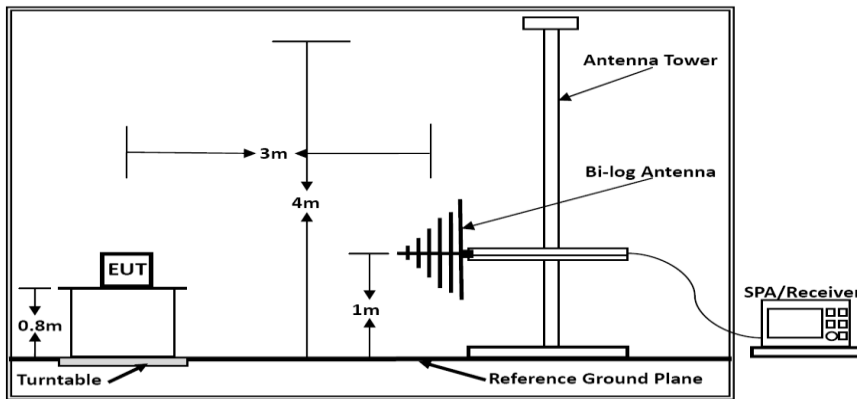 Antenna Tower
3m
Bi-log Antenna
4m
EUT
0.8m
1m
SPA/Receiver
Turntable
Reference Ground Plane